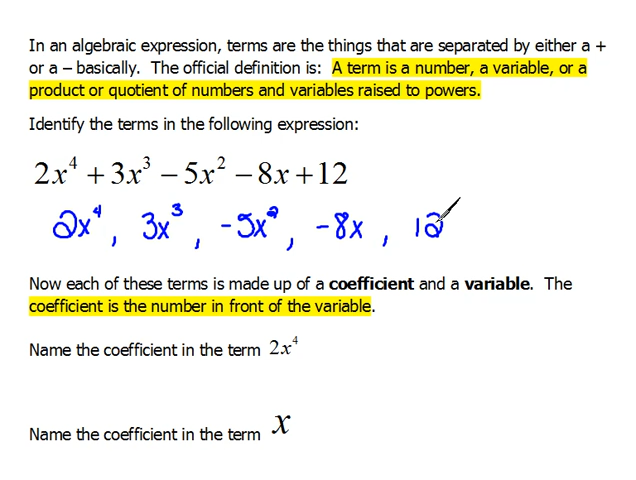 In an algebraic expression, terms are the things that are separated by either a +
or a – basically.  The official definition is:  A term is a number, a variable, or a
product or quotient of numbers and variables raised to powers.
Identify the terms in the following expression:
2x⁴ + 3x³ − 5x² − 8x + 12
2x⁴ , 3x³ , -5x² , -8x , 12
Now each of these terms is made up of a coefficient and a variable.  The
coefficient is the number in front of the variable.
Name the coefficient in the term 2x⁴
Name the coefficient in the term x